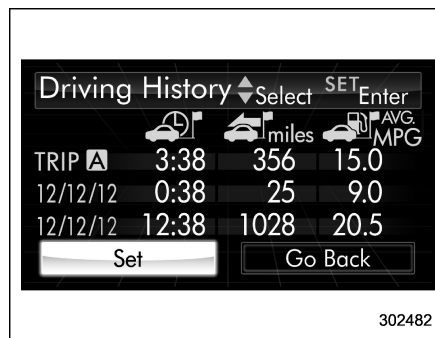 Driving History Select SET Enter
miles AVG. MPG
TRIP A 3:38 356 15.0
12/12/12 0:38 25 9.0
12/12/12 12:38 1028 20.5
Set Go Back
302482